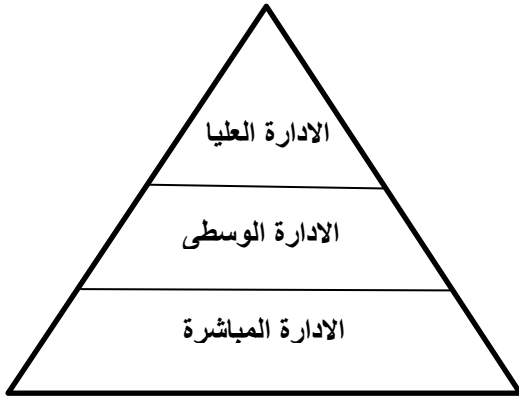 الادارة العليا
الادارة الوسطى
الادارة المباشرة